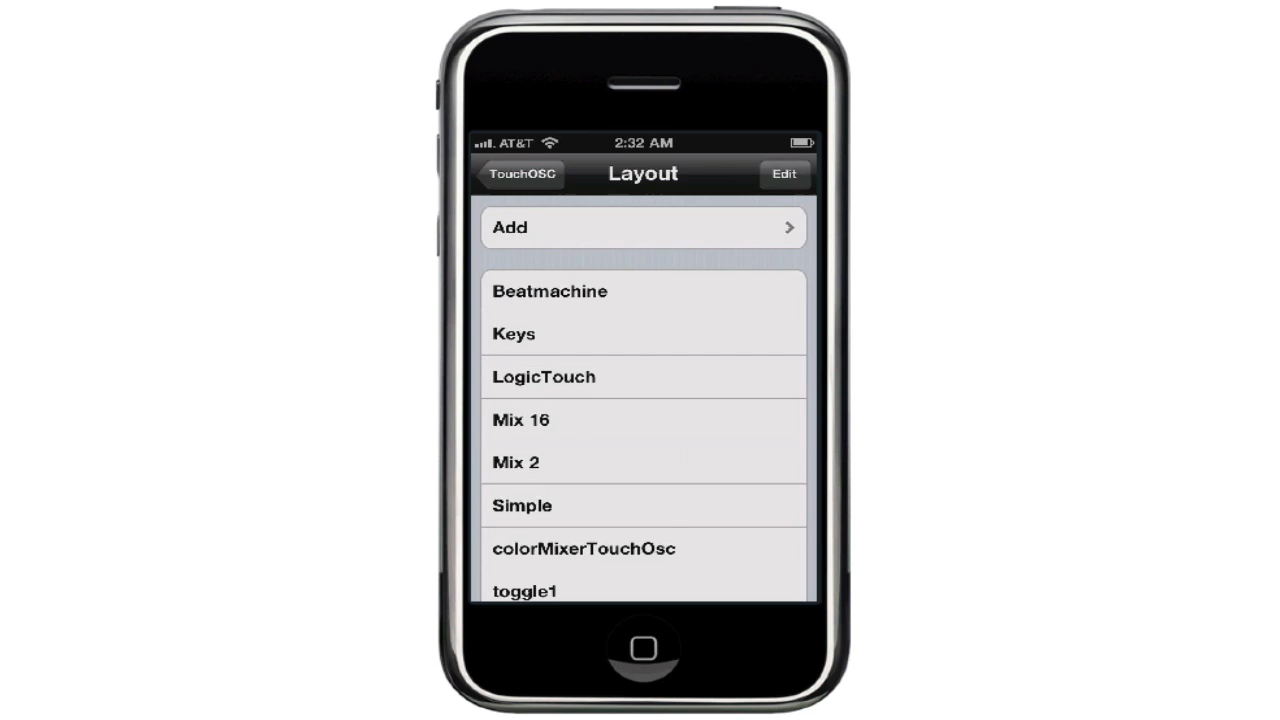 AT&T 2:32 AM
TouchOSC Layout Edit
Add
Beatmachine
Keys
LogicTouch
Mix 16
Mix 2
Simple
colorMixerTouchOsc
toggle1